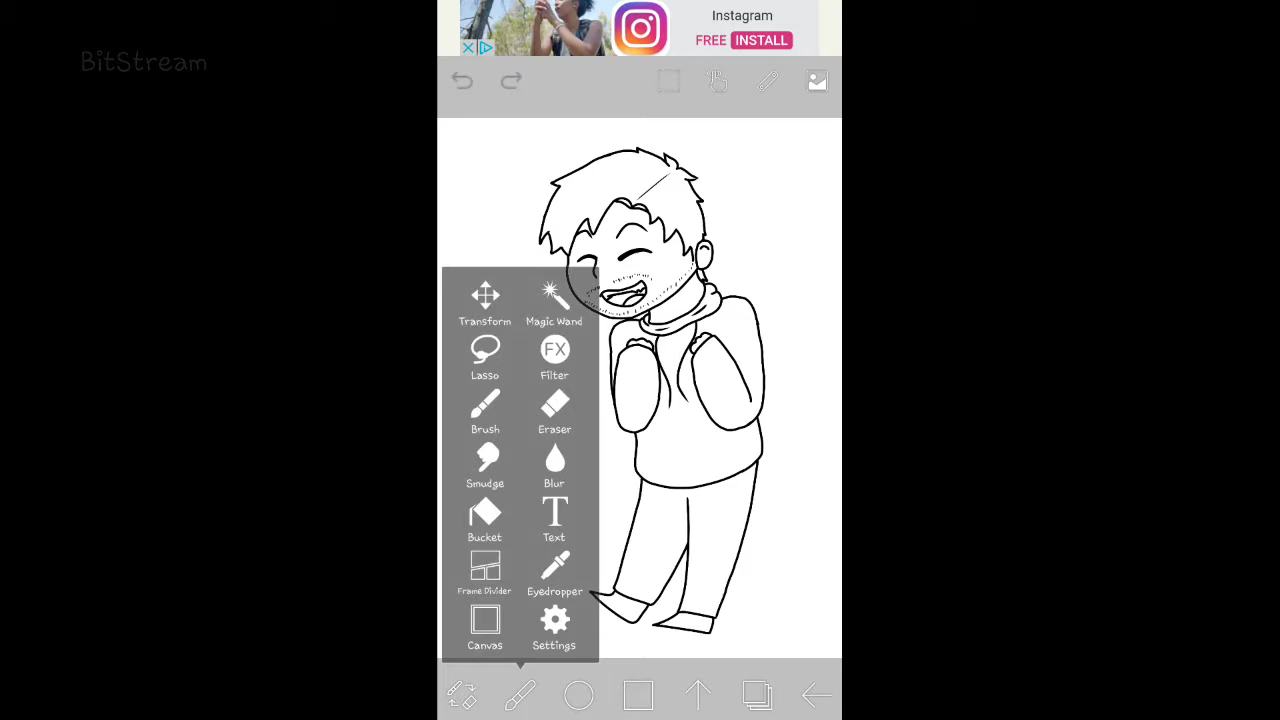 Instagram
FREE INSTALL
BitStream
Transform Magic Wand
Lasso Filter
FX
Brush Eraser
Smudge Blur
Bucket Text
Frame Divider Eyedropper
Canvas Settings